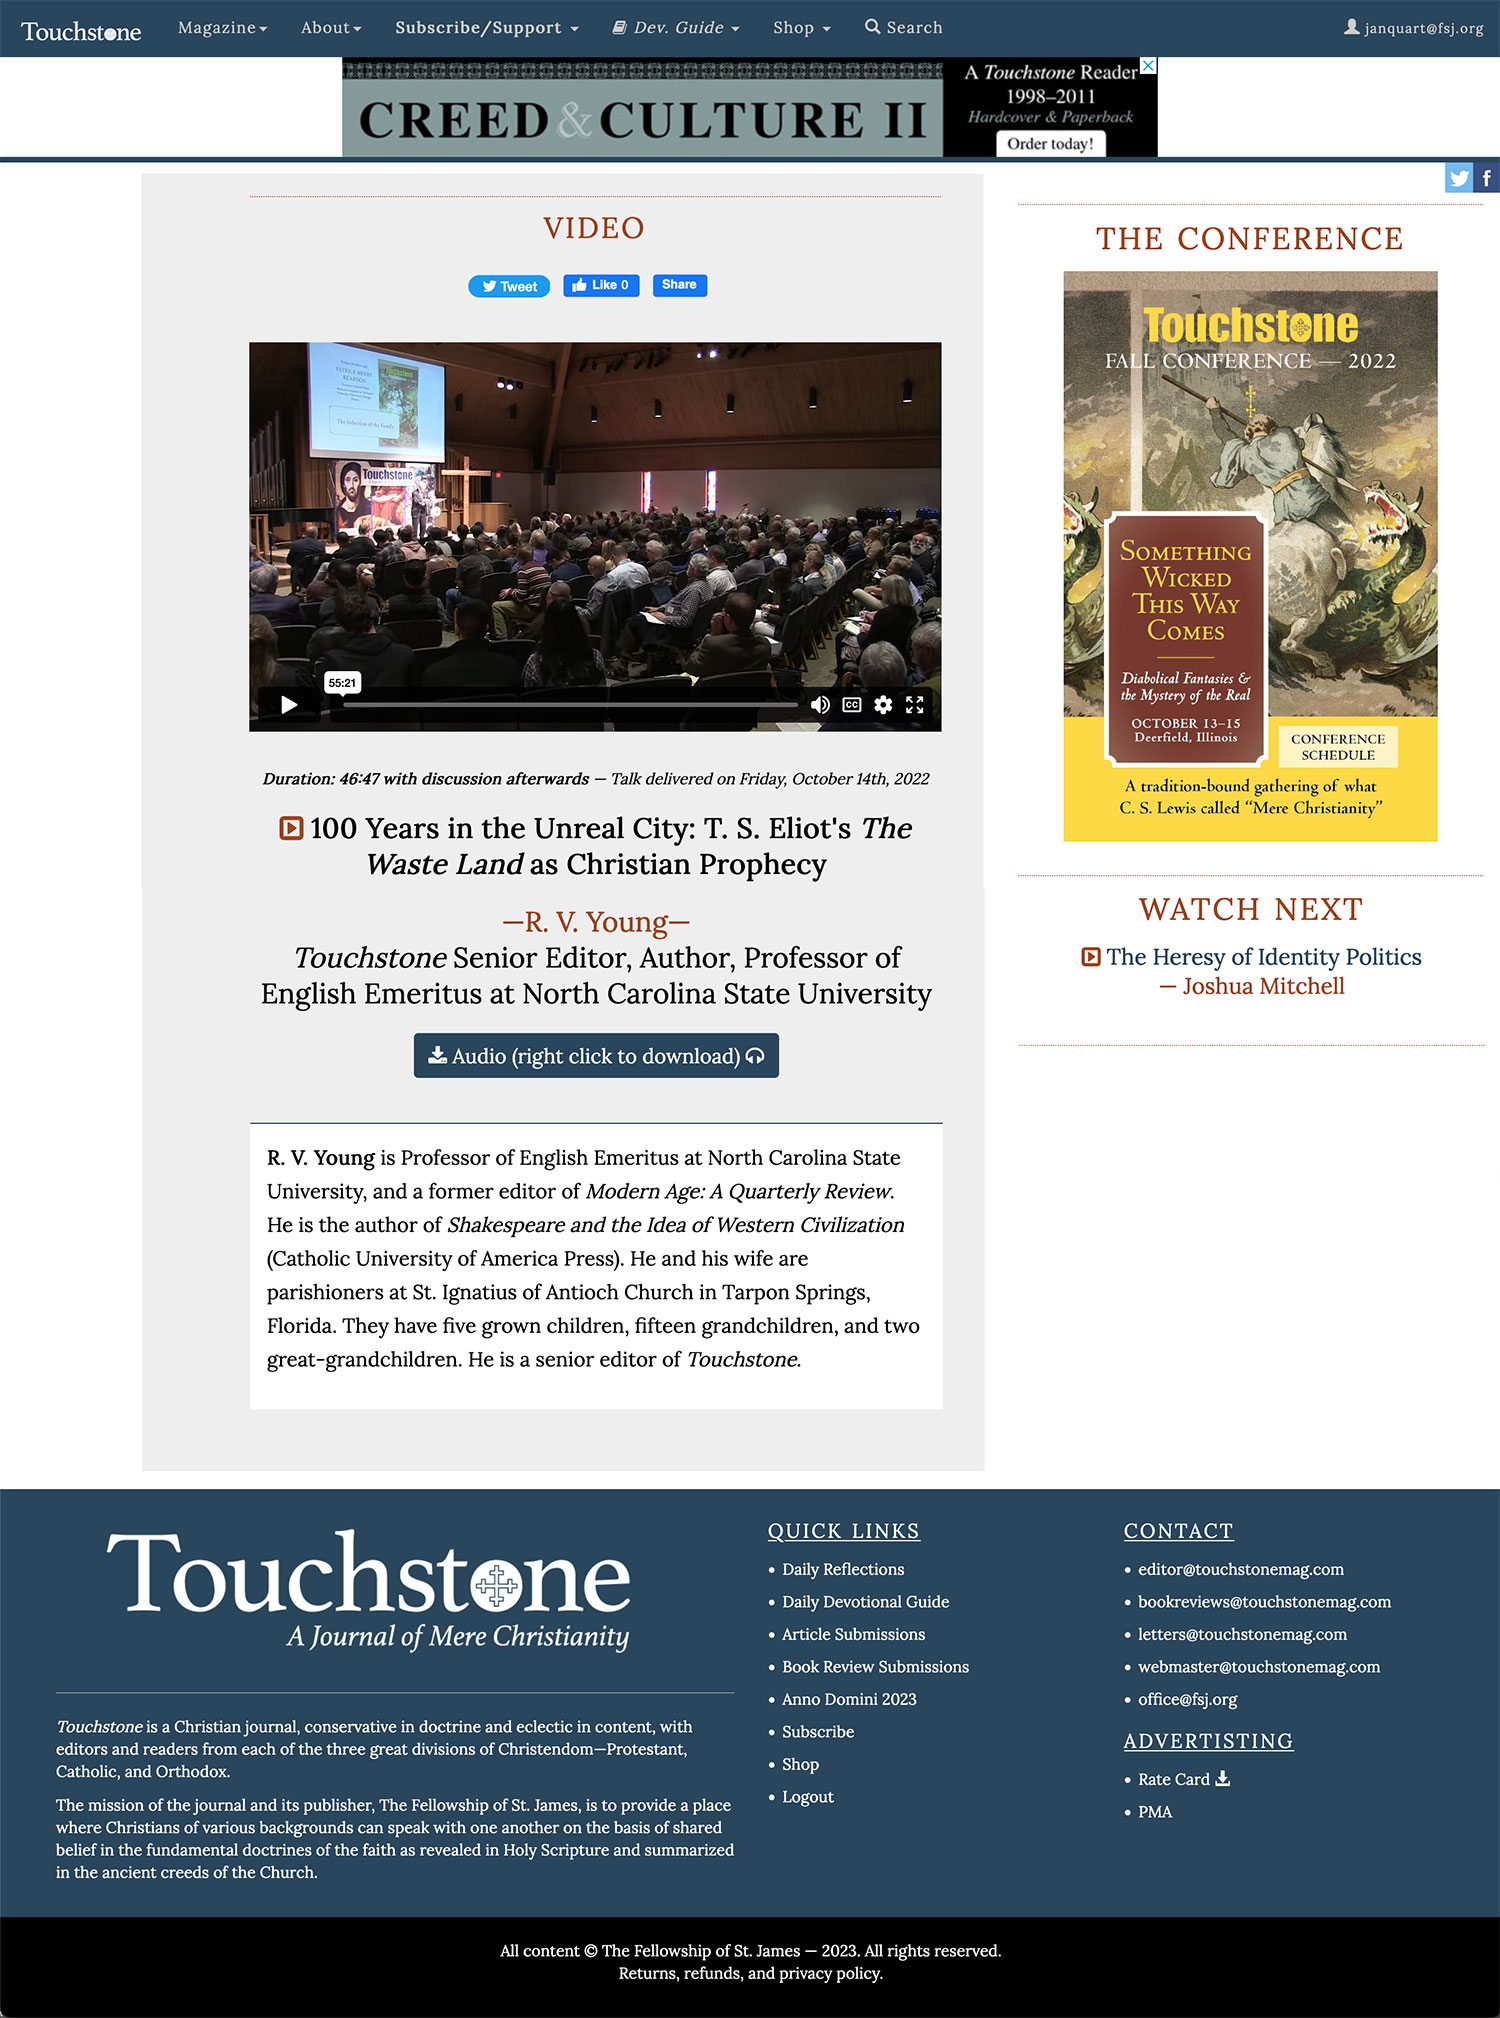 Touchstone
Magazine
About
Subscribe/Support
Dev. Guide
Shop
Search
janquart@fsj.org
CREED & CULTURE II
A Touchstone Reader
1998–2011
Hardcover & Paperback
Order today!
VIDEO
Tweet
Like 0
Share
PATRICK HENRY
REARDON
Touchstone
Touchstone
55:21
CC
Duration: 46:47 with discussion afterwards — Talk delivered on Friday, October 14th, 2022
100 Years in the Unreal City: T. S. Eliot's The
Waste Land as Christian Prophecy
—R. V. Young—
Touchstone Senior Editor, Author, Professor of
English Emeritus at North Carolina State University
Audio (right click to download)
R. V. Young is Professor of English Emeritus at North Carolina State
University, and a former editor of Modern Age: A Quarterly Review.
He is the author of Shakespeare and the Idea of Western Civilization
(Catholic University of America Press). He and his wife are
parishioners at St. Ignatius of Antioch Church in Tarpon Springs,
Florida. They have five grown children, fifteen grandchildren, and two
great-grandchildren. He is a senior editor of Touchstone.
THE CONFERENCE
Touchstone
FALL CONFERENCE — 2022
SOMETHING
WICKED
THIS WAY
COMES
Diabolical Fantasies &
the Mystery of the Real
OCTOBER 13–15
Deerfield, Illinois
CONFERENCE
SCHEDULE
A tradition-bound gathering of what
C. S. Lewis called “Mere Christianity”
WATCH NEXT
The Heresy of Identity Politics
— Joshua Mitchell
Touchstone
A Journal of Mere Christianity
Touchstone is a Christian journal, conservative in doctrine and eclectic in content, with
editors and readers from each of the three great divisions of Christendom—Protestant,
Catholic, and Orthodox.
The mission of the journal and its publisher, The Fellowship of St. James, is to provide a place
where Christians of various backgrounds can speak with one another on the basis of shared
belief in the fundamental doctrines of the faith as revealed in Holy Scripture and summarized
in the ancient creeds of the Church.
QUICK LINKS
• Daily Reflections
• Daily Devotional Guide
• Article Submissions
• Book Review Submissions
• Anno Domini 2023
• Subscribe
• Shop
• Logout
CONTACT
• editor@touchstonemag.com
• bookreviews@touchstonemag.com
• letters@touchstonemag.com
• webmaster@touchstonemag.com
• office@fsj.org
ADVERTISTING
• Rate Card
• PMA
All content © The Fellowship of St. James — 2023. All rights reserved.
Returns, refunds, and privacy policy.